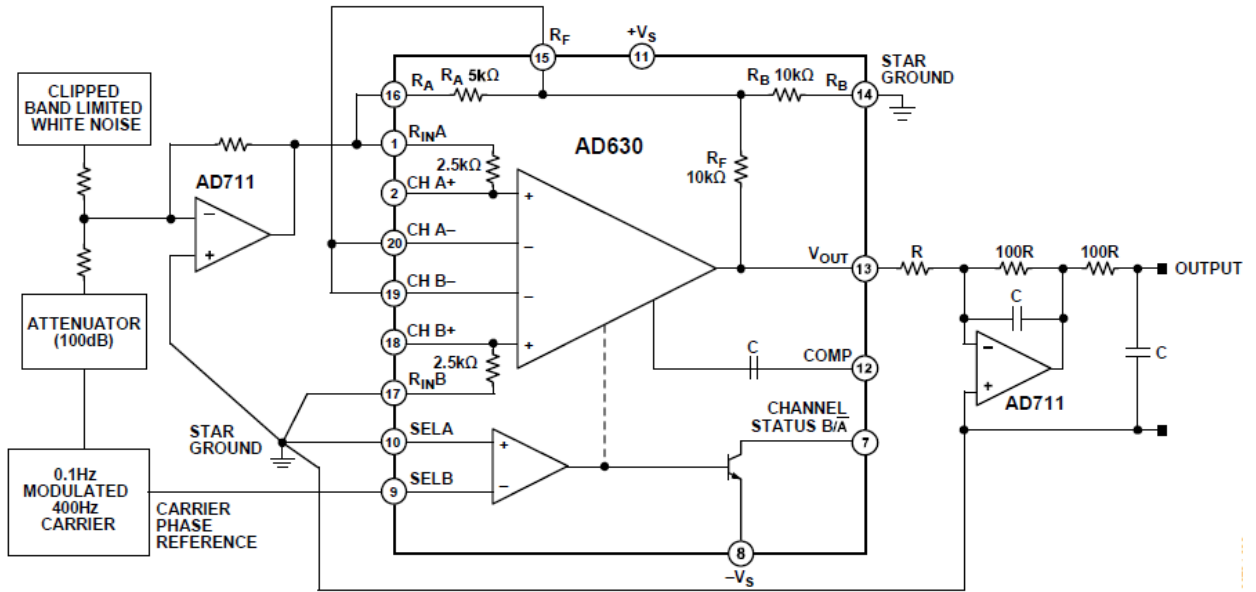 CLIPPED
BAND LIMITED
WHITE NOISE
AD711
−
+
ATTENUATOR
(100dB)
0.1Hz
MODULATED
400Hz
CARRIER
CARRIER
PHASE
REFERENCE
STAR
GROUND
RF
15
+VS
11
STAR
GROUND
16
RA
RA 5kΩ
RB 10kΩ
RB
14
1
RINA
2.5kΩ
AD630
RF
10kΩ
2
CH A+
+
20
CH A−
−
19
CH B−
−
18
CH B+
+
2.5kΩ
17
RINB
10
SELA
+
9
SELB
−
VOUT
13
C
COMP
12
CHANNEL
STATUS B/A̅
7
8
−VS
R
100R
100R
OUTPUT
C
−
+
AD711
C